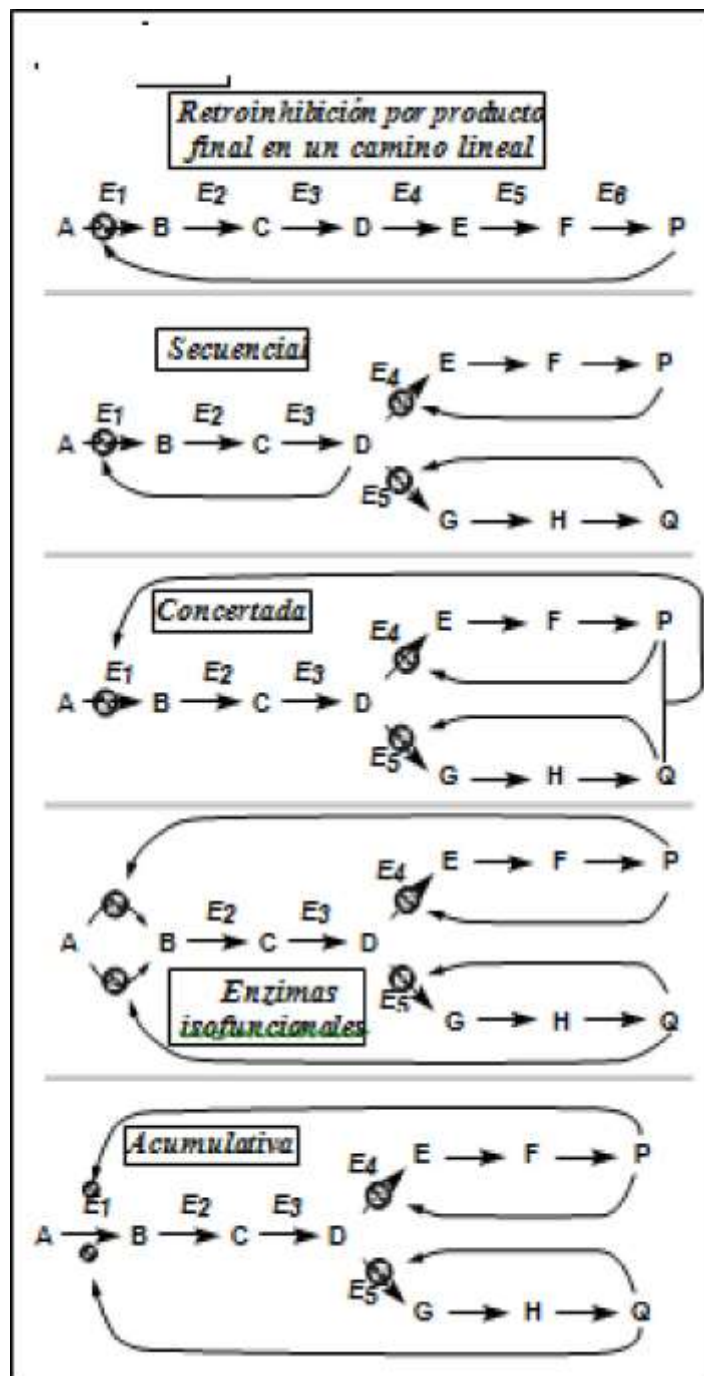 Retroinhibición por producto
final en un camino lineal
E1 E2 E3 E4 E5 E6
A B C D E F P
Secuencial
E4 E F P
E1 E2 E3
A B C D
E5 G H Q
Concertada
E4 E F P
E1 E2 E3
A B C D
E5 G H Q
E4 E F P
E2 E3
A B C D
Enzimas
isofuncionales
E5 G H Q
Acumulativa
E4 E F P
E1 E2 E3
A B C D
E5 G H Q